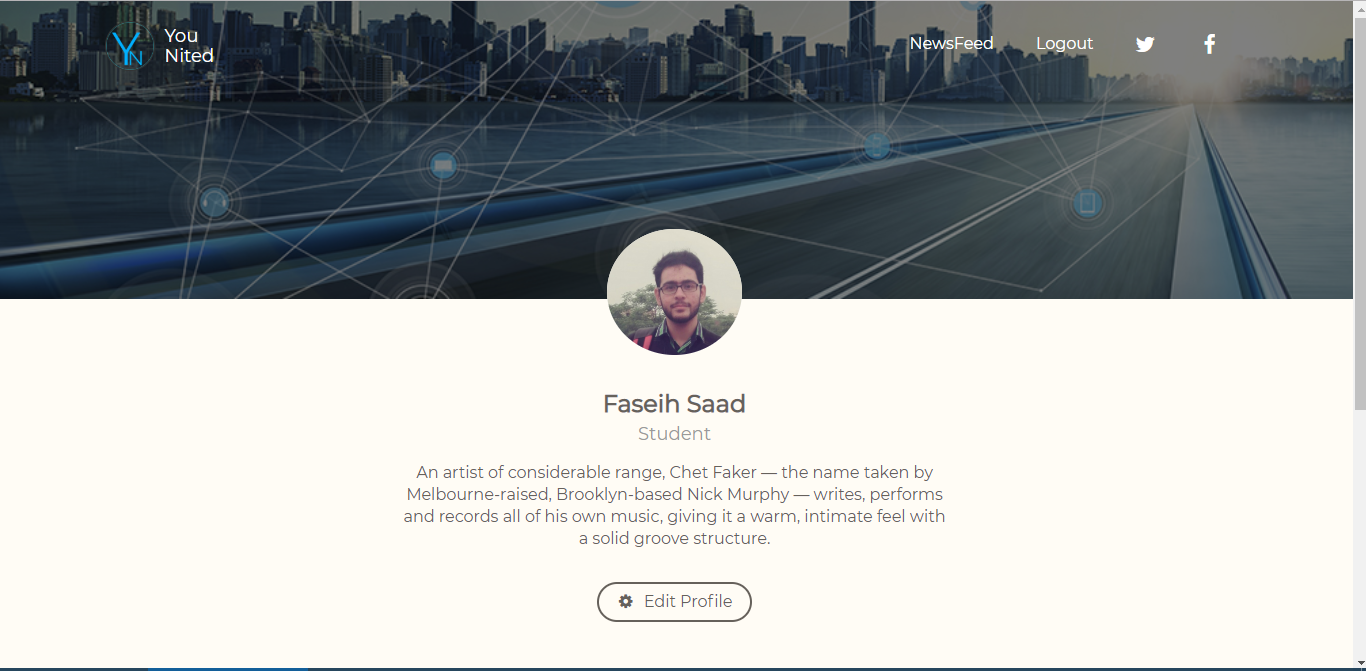 YN
You
Nited
NewsFeed
Logout
Faseih Saad
Student
An artist of considerable range, Chet Faker — the name taken by
Melbourne-raised, Brooklyn-based Nick Murphy — writes, performs
and records all of his own music, giving it a warm, intimate feel with
a solid groove structure.
Edit Profile